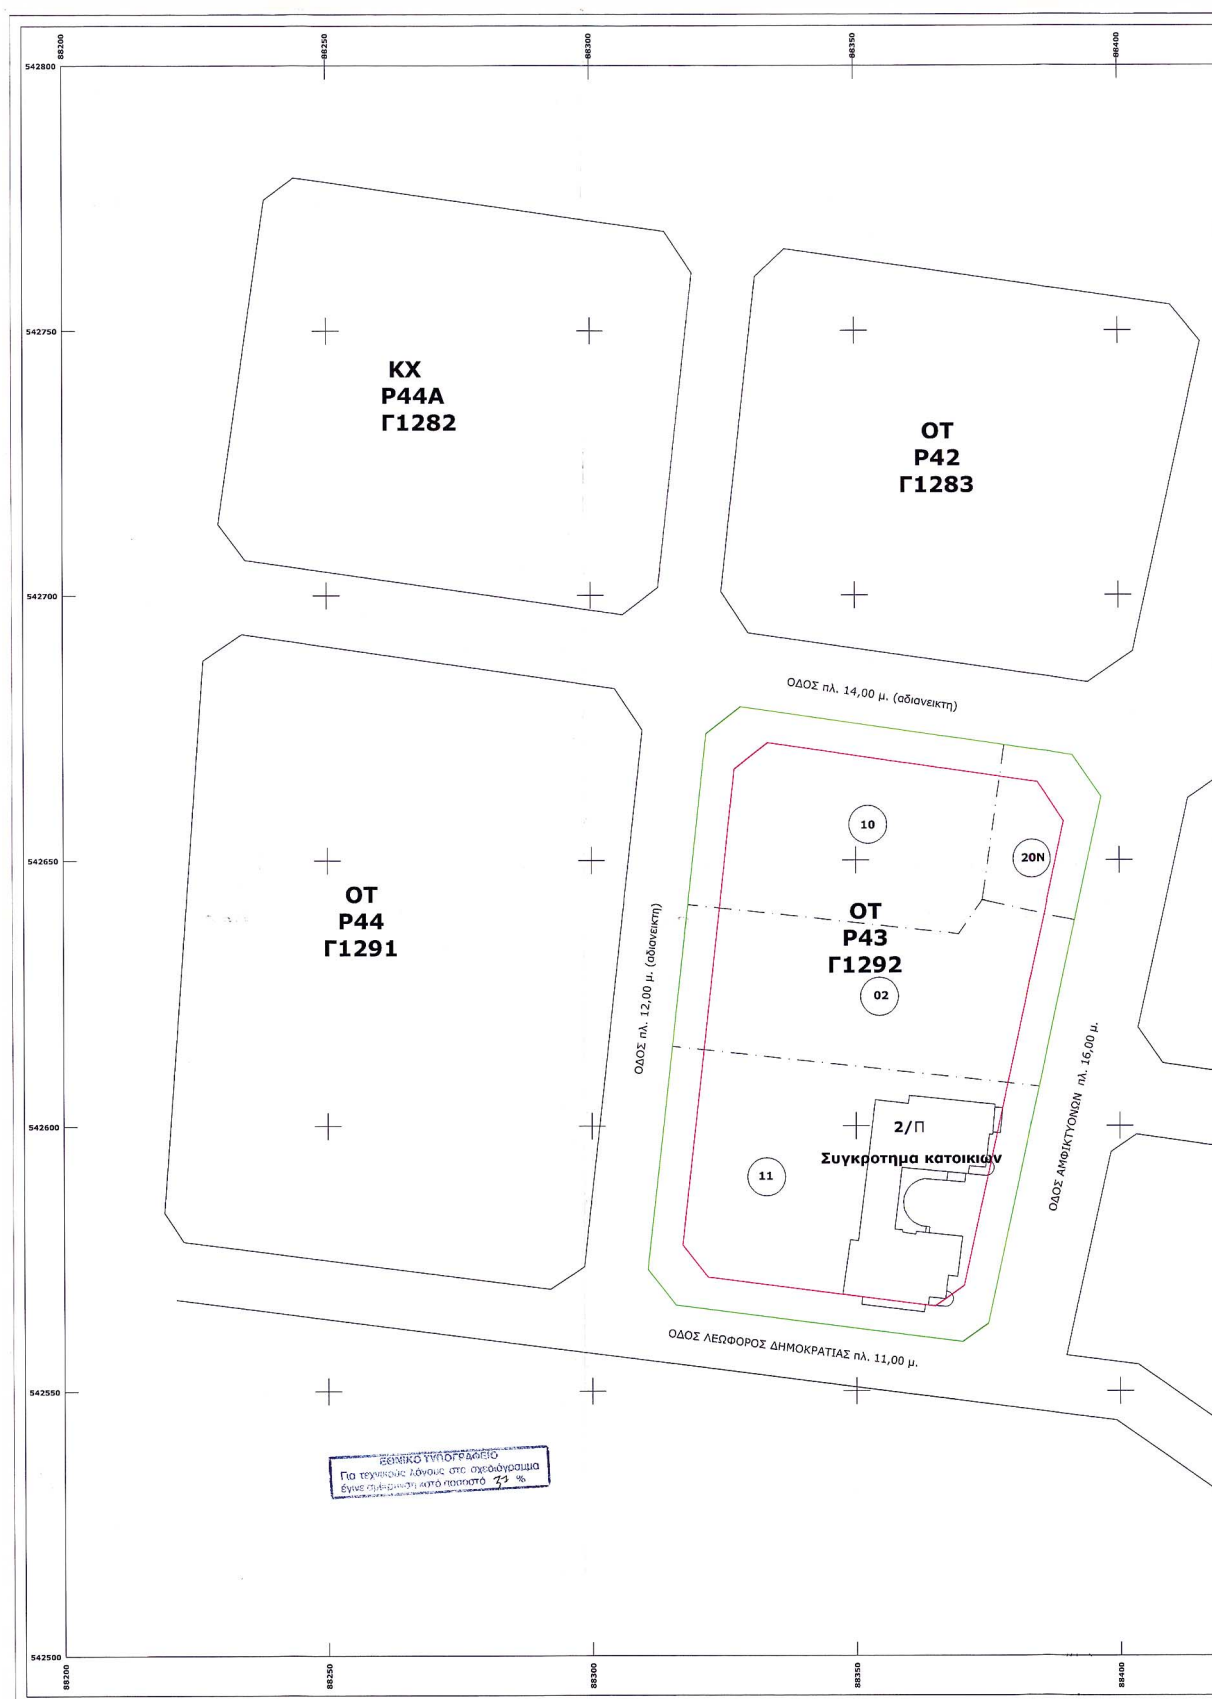 88200
88250
88300
88350
88400
542800
542750
ΚΧ
Ρ44Α
Γ1282
ΟΤ
Ρ42
Γ1283
542700
ΟΔΟΣ πλ. 14,00 μ. (αδιανεικτη)
10
20Ν
542650
ΟΤ
Ρ44
Γ1291
ΟΤ
Ρ43
Γ1292
ΟΔΟΣ πλ. 12,00 μ. (αδιανεικτη)
02
ΟΔΟΣ ΑΜΦΙΚΤΥΟΝΩΝ πλ. 16,00 μ.
542600
2/Π
Συγκροτημα κατοικιων
11
ΟΔΟΣ ΛΕΩΦΟΡΟΣ ΔΗΜΟΚΡΑΤΙΑΣ πλ. 11,00 μ.
542550
ΕΘΝΙΚΟ ΤΥΠΟΓΡΑΦΕΙΟ
Για τεχνικούς λόγους στο σχεδιάγραμμα
έγινε σμίκρυνση κατά ποσοστό %
542500
88200
88250
88300
88350
88400